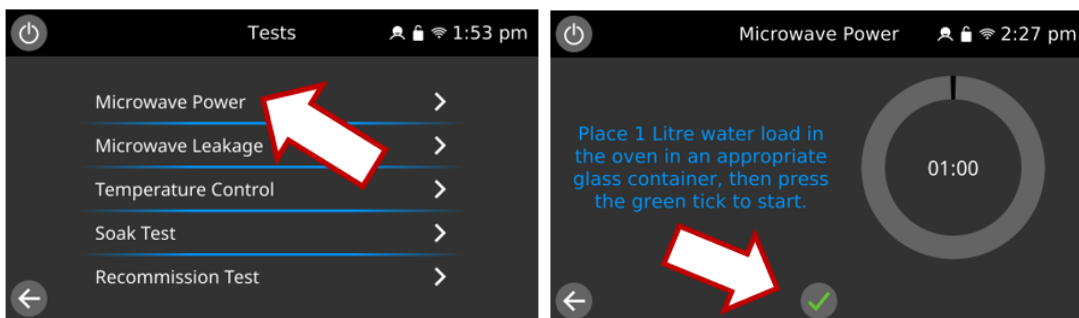 Tests 1:53 pm
Microwave Power
Microwave Leakage
Temperature Control
Soak Test
Recommission Test
Microwave Power 2:27 pm
Place 1 Litre water load in
the oven in an appropriate
glass container, then press
the green tick to start.
01:00